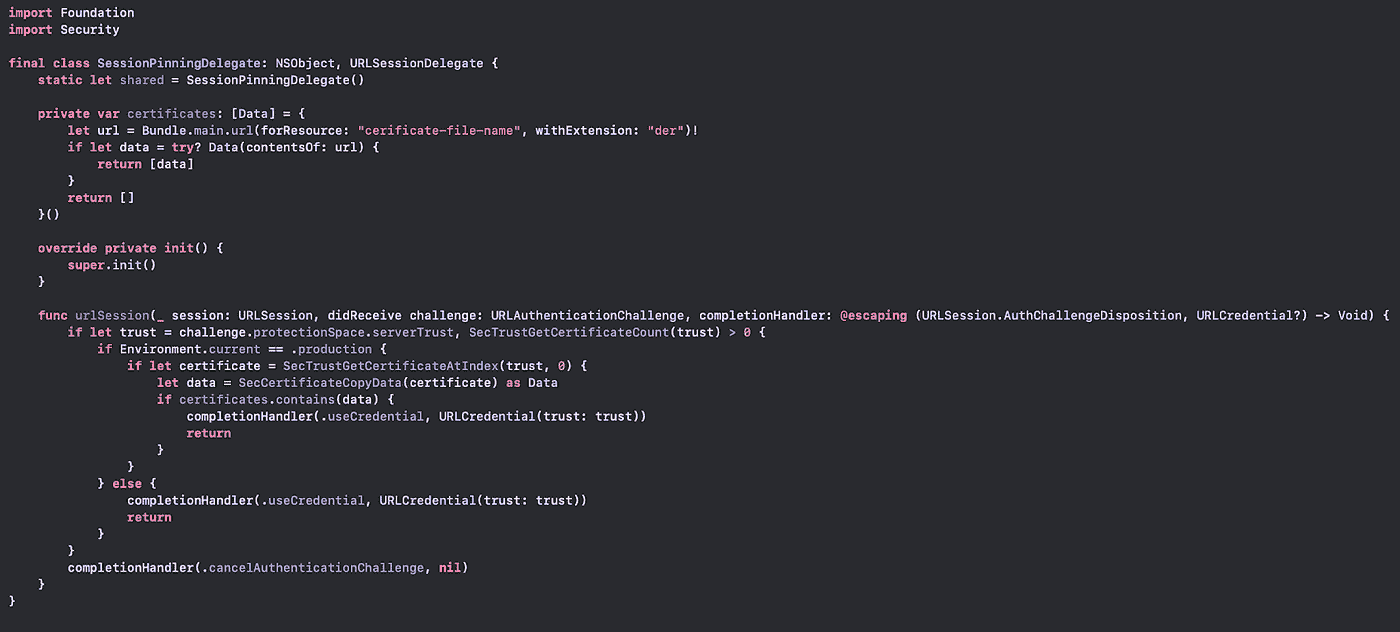 import Foundation
import Security
final class SessionPinningDelegate: NSObject, URLSessionDelegate {
    static let shared = SessionPinningDelegate()
    private var certificates: [Data] = {
        let url = Bundle.main.url(forResource: "cerificate-file-name", withExtension: "der")!
        if let data = try? Data(contentsOf: url) {
            return [data]
        }
        return []
    }()
    override private init() {
        super.init()
    }
    func urlSession(_ session: URLSession, didReceive challenge: URLAuthenticationChallenge, completionHandler: @escaping (URLSession.AuthChallengeDisposition, URLCredential?) -> Void) {
        if let trust = challenge.protectionSpace.serverTrust, SecTrustGetCertificateCount(trust) > 0 {
            if Environment.current == .production {
                if let certificate = SecTrustGetCertificateAtIndex(trust, 0) {
                    let data = SecCertificateCopyData(certificate) as Data
                    if certificates.contains(data) {
                        completionHandler(.useCredential, URLCredential(trust: trust))
                        return
                    }
                }
            } else {
                completionHandler(.useCredential, URLCredential(trust: trust))
                return
            }
        }
        completionHandler(.cancelAuthenticationChallenge, nil)
    }
}